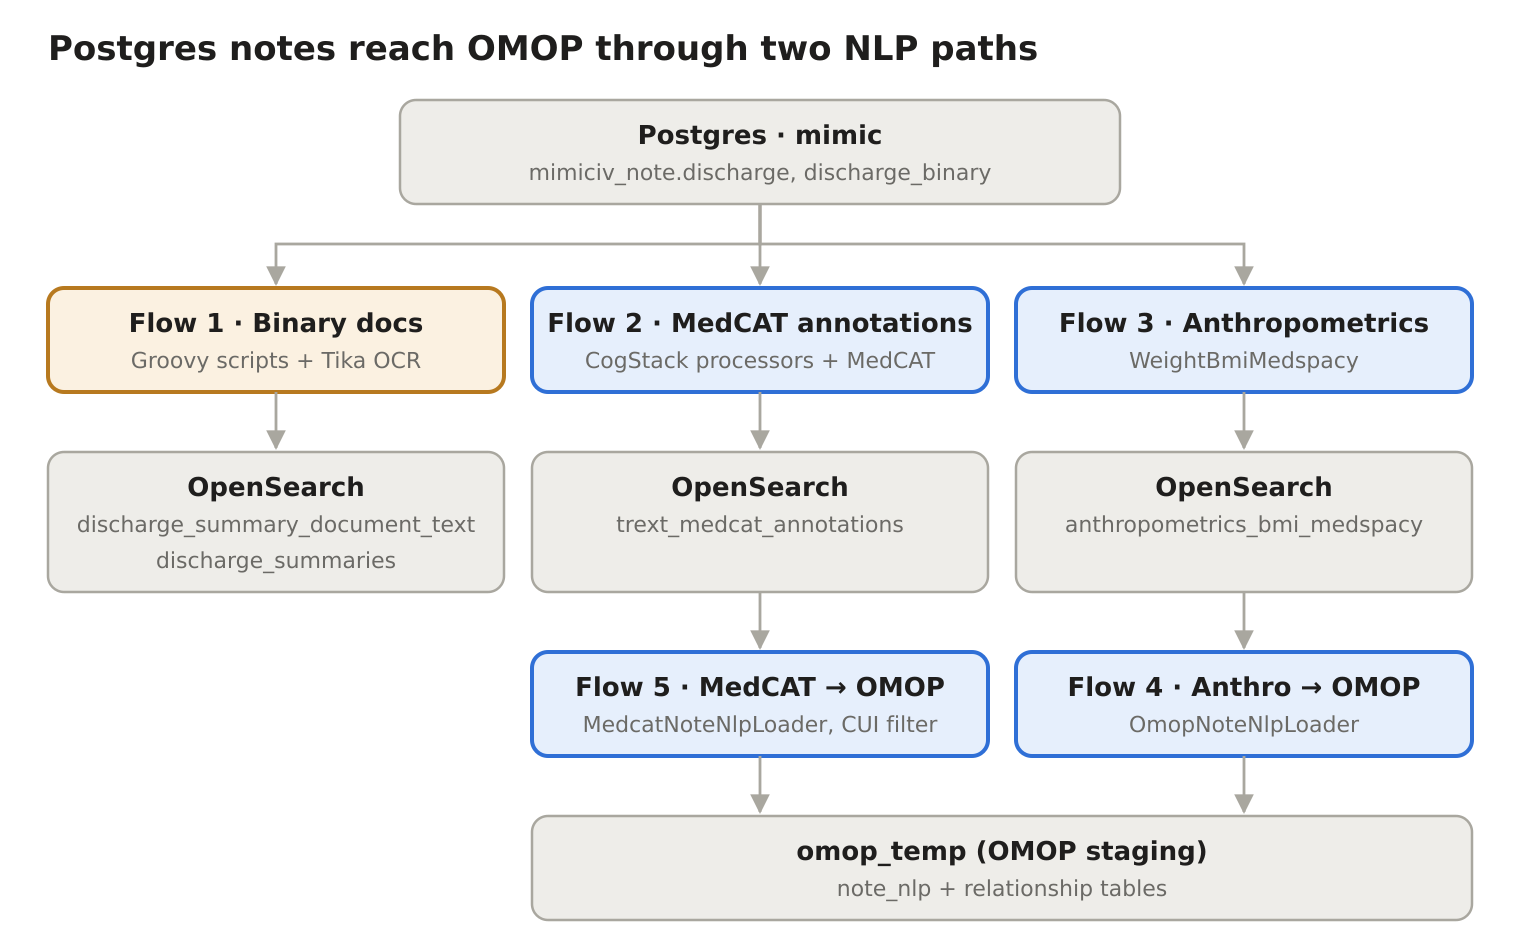 Postgres notes reach OMOP through two NLP paths
Postgres · mimic
mimiciv_note.discharge, discharge_binary
Flow 1 · Binary docs
Groovy scripts + Tika OCR
Flow 2 · MedCAT annotations
CogStack processors + MedCAT
Flow 3 · Anthropometrics
WeightBmiMedspacy
OpenSearch
discharge_summary_document_text
discharge_summaries
OpenSearch
trext_medcat_annotations
OpenSearch
anthropometrics_bmi_medspacy
Flow 5 · MedCAT → OMOP
MedcatNoteNlpLoader, CUI filter
Flow 4 · Anthro → OMOP
OmopNoteNlpLoader
omop_temp (OMOP staging)
note_nlp + relationship tables